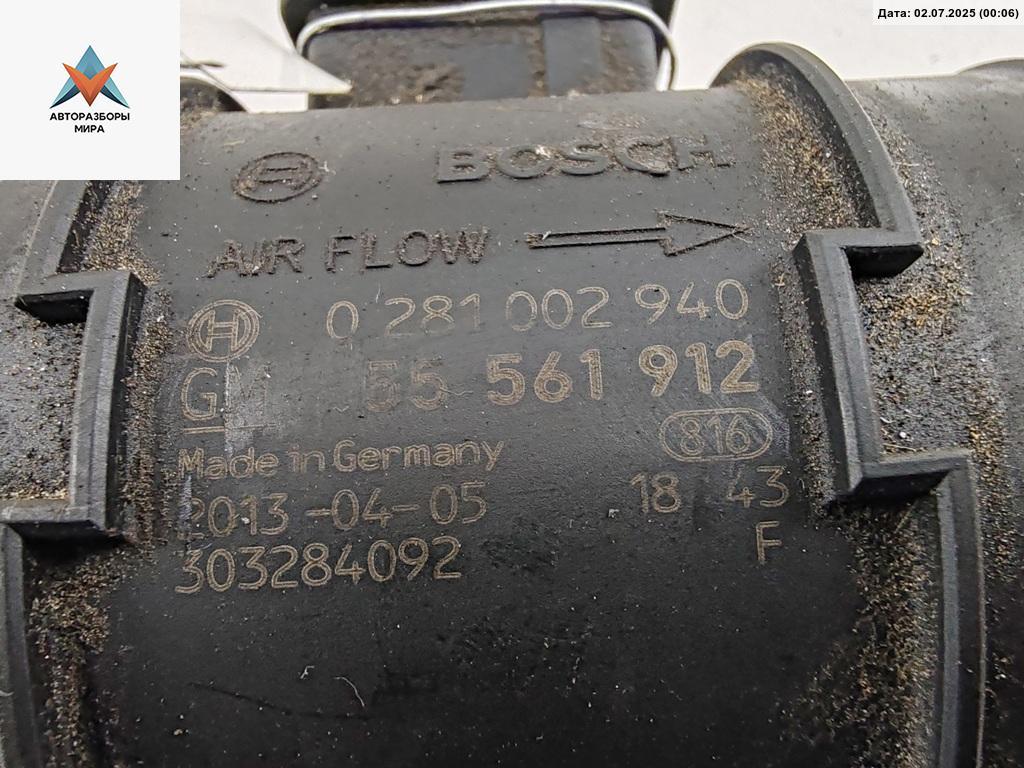 Дата: 02.07.2025 (00:06)
АВТОРАЗБОРЫ
МИРА
BOSCH
AIR FLOW
0 281 002 940
GM 55 561 912
Made in Germany 816
2013-04-05 18 43
303284092 F